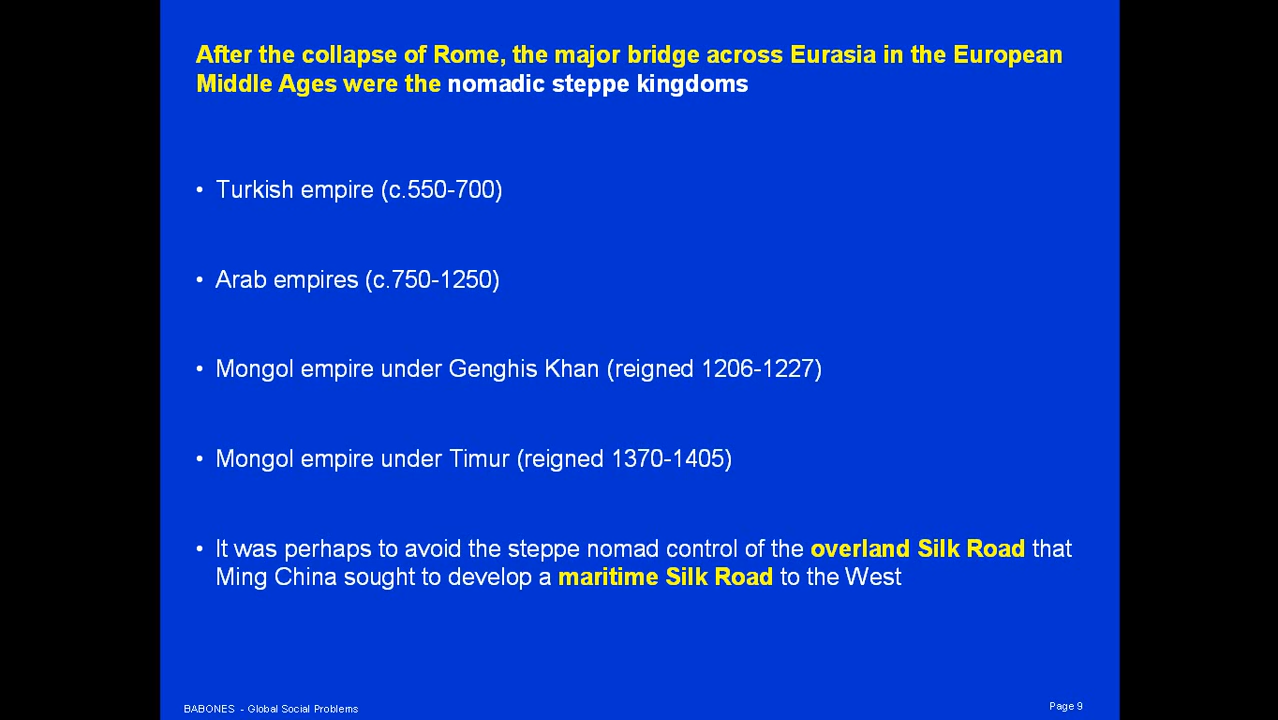 After the collapse of Rome, the major bridge across Eurasia in the European
Middle Ages were the nomadic steppe kingdoms
• Turkish empire (c.550-700)
• Arab empires (c.750-1250)
• Mongol empire under Genghis Khan (reigned 1206-1227)
• Mongol empire under Timur (reigned 1370-1405)
• It was perhaps to avoid the steppe nomad control of the overland Silk Road that
Ming China sought to develop a maritime Silk Road to the West
BABONES - Global Social Problems
Page 9